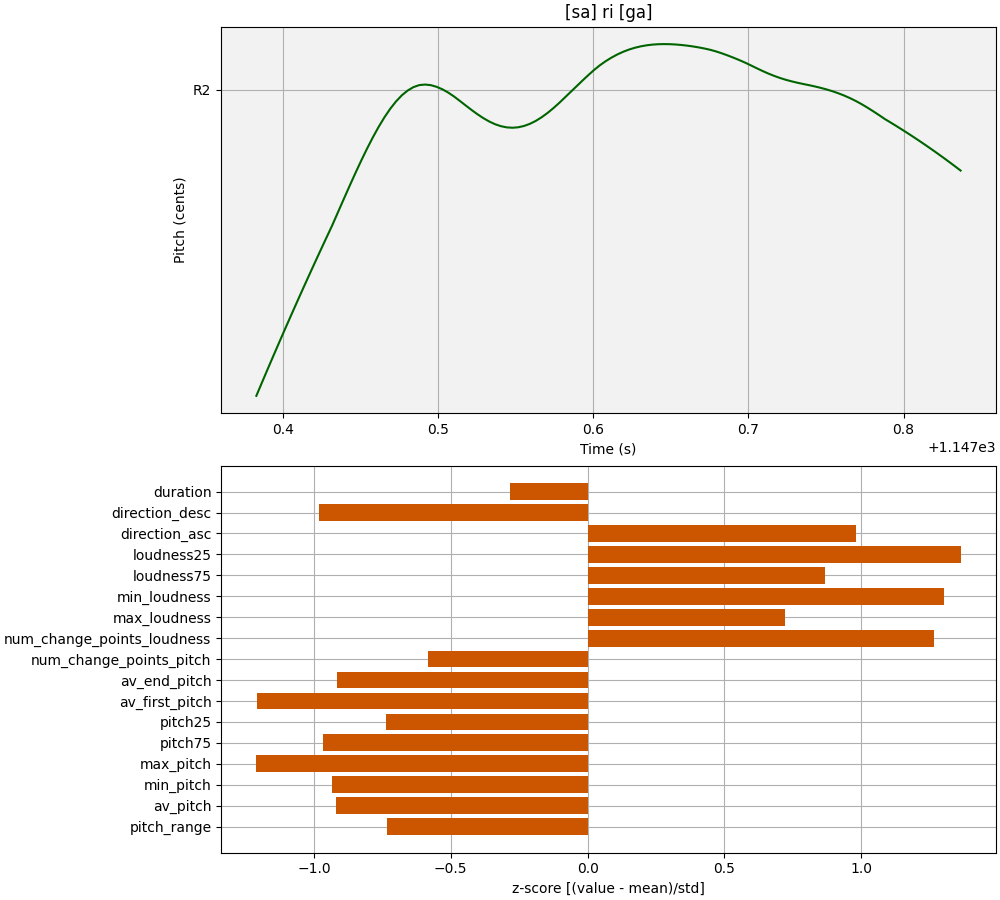 [sa] ri [ga]
R2
Pitch (cents)
0.4 0.5 0.6 0.7 0.8
Time (s)
+1.147e3
duration
direction_desc
direction_asc
loudness25
loudness75
min_loudness
max_loudness
num_change_points_loudness
num_change_points_pitch
av_end_pitch
av_first_pitch
pitch25
pitch75
max_pitch
min_pitch
av_pitch
pitch_range
−1.0 −0.5 0.0 0.5 1.0
z-score [(value - mean)/std]